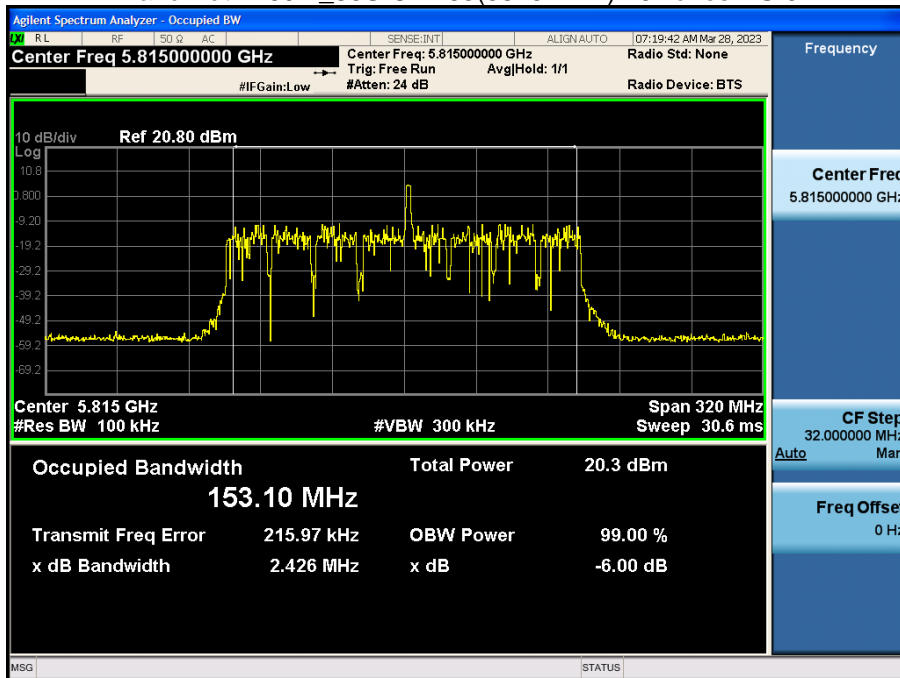 Agilent Spectrum Analyzer - Occupied BW
LXI RL RF 50 Ω AC SENSE:INT ALIGN AUTO 07:19:42 AM Mar 28, 2023
Center Freq 5.815000000 GHz
Center Freq: 5.815000000 GHz Radio Std: None
Trig: Free Run Avg|Hold: 1/1
#IFGain:Low #Atten: 24 dB Radio Device: BTS
10 dB/div Ref 20.80 dBm
Log
10.8
0.800
-9.20
-19.2
-29.2
-39.2
-49.2
-59.2
-69.2
Center 5.815 GHz Span 320 MHz
#Res BW 100 kHz #VBW 300 kHz Sweep 30.6 ms
Occupied Bandwidth Total Power 20.3 dBm
153.10 MHz
Transmit Freq Error 215.97 kHz OBW Power 99.00 %
x dB Bandwidth 2.426 MHz x dB -6.00 dB
Frequency
Center Freq
5.815000000 GHz
CF Step
32.000000 MHz
Auto Man
Freq Offset
0 Hz
MSG STATUS